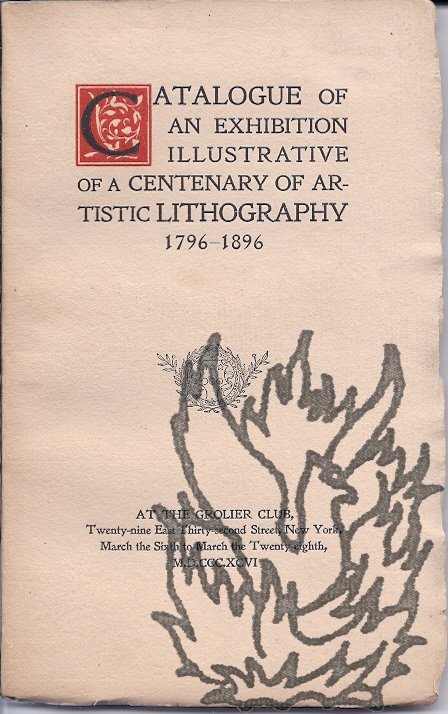 CATALOGUE OF
AN EXHIBITION
ILLUSTRATIVE
OF A CENTENARY OF AR-
TISTIC LITHOGRAPHY
1796–1896
AT THE GROLIER CLUB,
Twenty-nine East Thirty-second Street, New York,
March the Sixth to March the Twenty-eighth,
M.D.CCC.XCVI